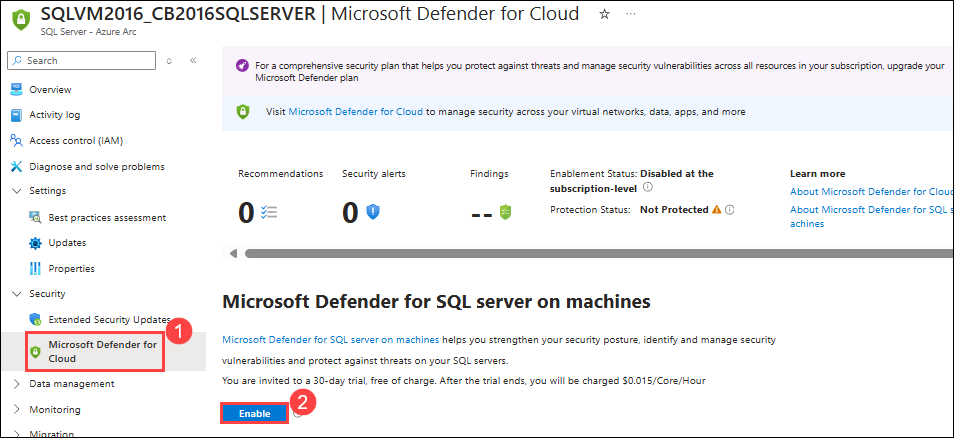 SQLVM2016_CB2016SQLSERVER | Microsoft Defender for Cloud
SQL Server - Azure Arc
Search
Overview
Activity log
Access control (IAM)
Diagnose and solve problems
Settings
Best practices assessment
Updates
Properties
Security
Extended Security Updates
1
Microsoft Defender for
Cloud
Data management
Monitoring
Migration
For a comprehensive security plan that helps you protect against threats and manage security vulnerabilities across all resources in your subscription, upgrade your
Microsoft Defender plan
Visit Microsoft Defender for Cloud to manage security across your virtual networks, data, apps, and more
Recommendations
0
Security alerts
0
Findings
--
Enablement Status: Disabled at the
subscription-level
Protection Status: Not Protected
Learn more
About Microsoft Defender for Cloud
About Microsoft Defender for SQL s
achines
Microsoft Defender for SQL server on machines
Microsoft Defender for SQL server on machines helps you strengthen your security posture, identify and manage security
vulnerabilities and protect against threats on your SQL servers.
You are invited to a 30-day trial, free of charge. After the trial ends, you will be charged $0.015/Core/Hour
Enable
2